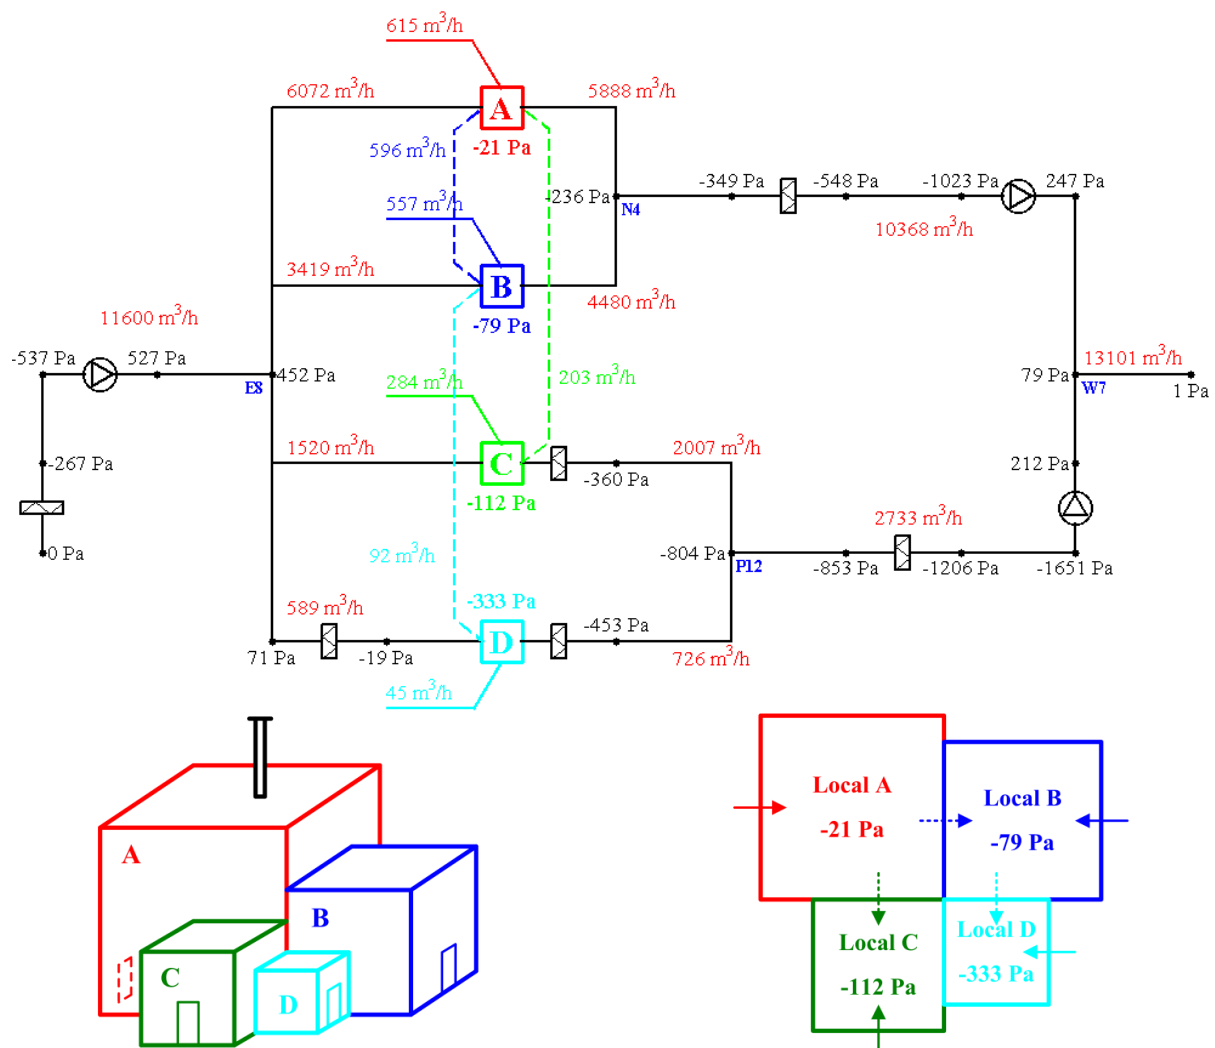 615 m³/h
6072 m³/h
A
5888 m³/h
-21 Pa
596 m³/h
557 m³/h
-236 Pa
N4
-349 Pa
-548 Pa
-1023 Pa
247 Pa
10368 m³/h
3419 m³/h
B
4480 m³/h
-79 Pa
11600 m³/h
-537 Pa
527 Pa
E8
452 Pa
284 m³/h
203 m³/h
79 Pa
W7
13101 m³/h
1 Pa
-267 Pa
1520 m³/h
C
-112 Pa
-360 Pa
2007 m³/h
212 Pa
0 Pa
92 m³/h
-804 Pa
P12
2733 m³/h
-853 Pa
-1206 Pa
-1651 Pa
589 m³/h
-333 Pa
71 Pa
-19 Pa
D
-453 Pa
726 m³/h
45 m³/h
A
B
C
D
Local A
-21 Pa
Local B
-79 Pa
Local C
-112 Pa
Local D
-333 Pa